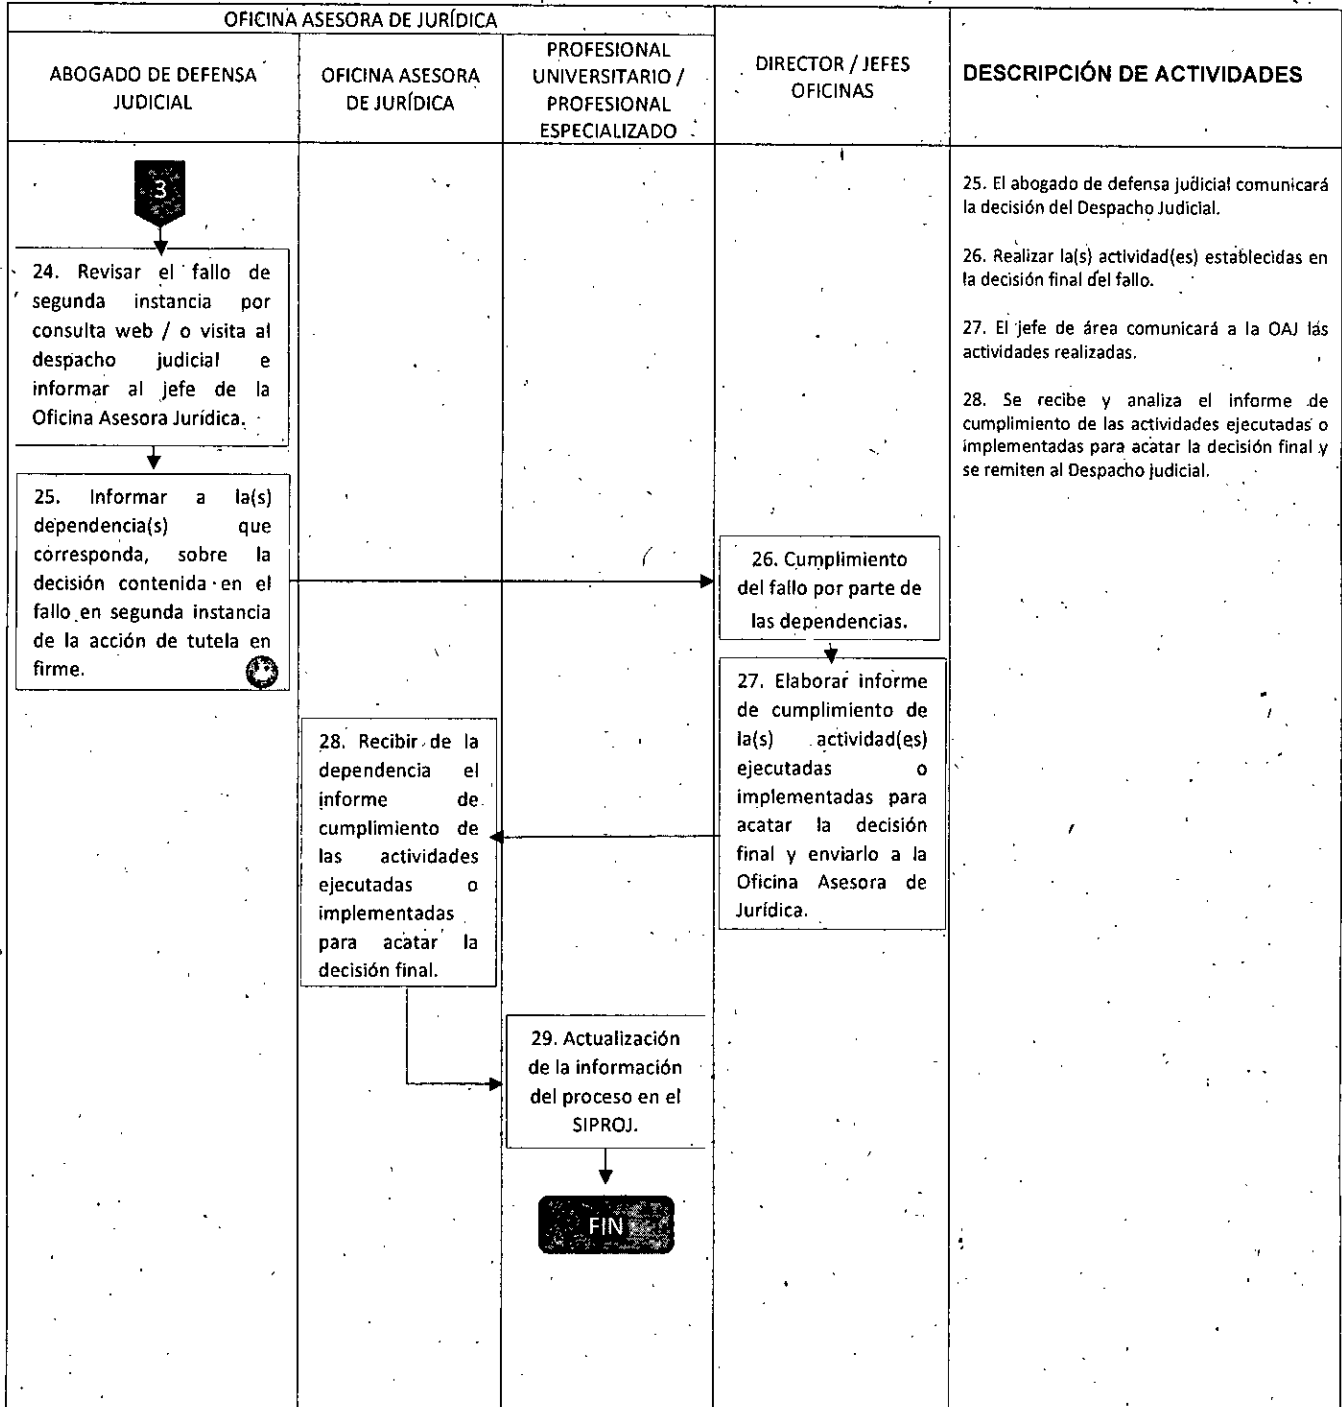 OFICINA ASESORA DE JURÍDICA
ABOGADO DE DEFENSA
JUDICIAL
OFICINA ASESORA
DE JURÍDICA
PROFESIONAL
UNIVERSITARIO /
PROFESIONAL
ESPECIALIZADO
DIRECTOR / JEFES
OFICINAS
DESCRIPCIÓN DE ACTIVIDADES
3
24. Revisar el fallo de
segunda instancia por
consulta web / o visita al
despacho judicial e
informar al jefe de la
Oficina Asesora Jurídica.
25. Informar a la(s)
dependencia(s) que
corresponda, sobre la
decisión contenida en el
fallo en segunda instancia
de la acción de tutela en
firme.
26. Cumplimiento
del fallo por parte de
las dependencias.
27. Elaborar informe
de cumplimiento de
la(s) actividad(es)
ejecutadas o
implementadas para
acatar la decisión
final y enviarlo a la
Oficina Asesora de
Jurídica.
28. Recibir de la
dependencia el
informe de
cumplimiento de
las actividades
ejecutadas o
implementadas
para acatar la
decisión final.
29. Actualización
de la información
del proceso en el
SIPROJ.
FIN
25. El abogado de defensa judicial comunicará
la decisión del Despacho Judicial.
26. Realizar la(s) actividad(es) establecidas en
la decisión final del fallo.
27. El jefe de área comunicará a la OAJ las
actividades realizadas.
28. Se recibe y analiza el informe de
cumplimiento de las actividades ejecutadas o
implementadas para acatar la decisión final y
se remiten al Despacho judicial.